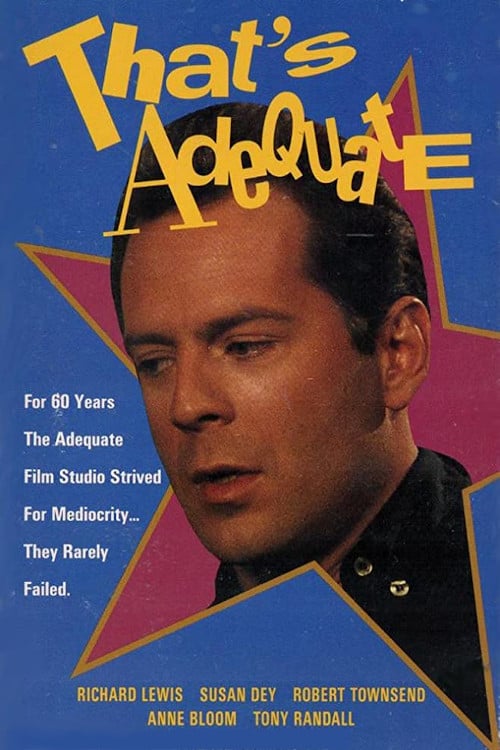 That's
AdeQuatE
For 60 Years
The Adequate
Film Studio Strived
For Mediocrity...
They Rarely
Failed.
RICHARD LEWIS SUSAN DEY ROBERT TOWNSEND
ANNE BLOOM TONY RANDALL